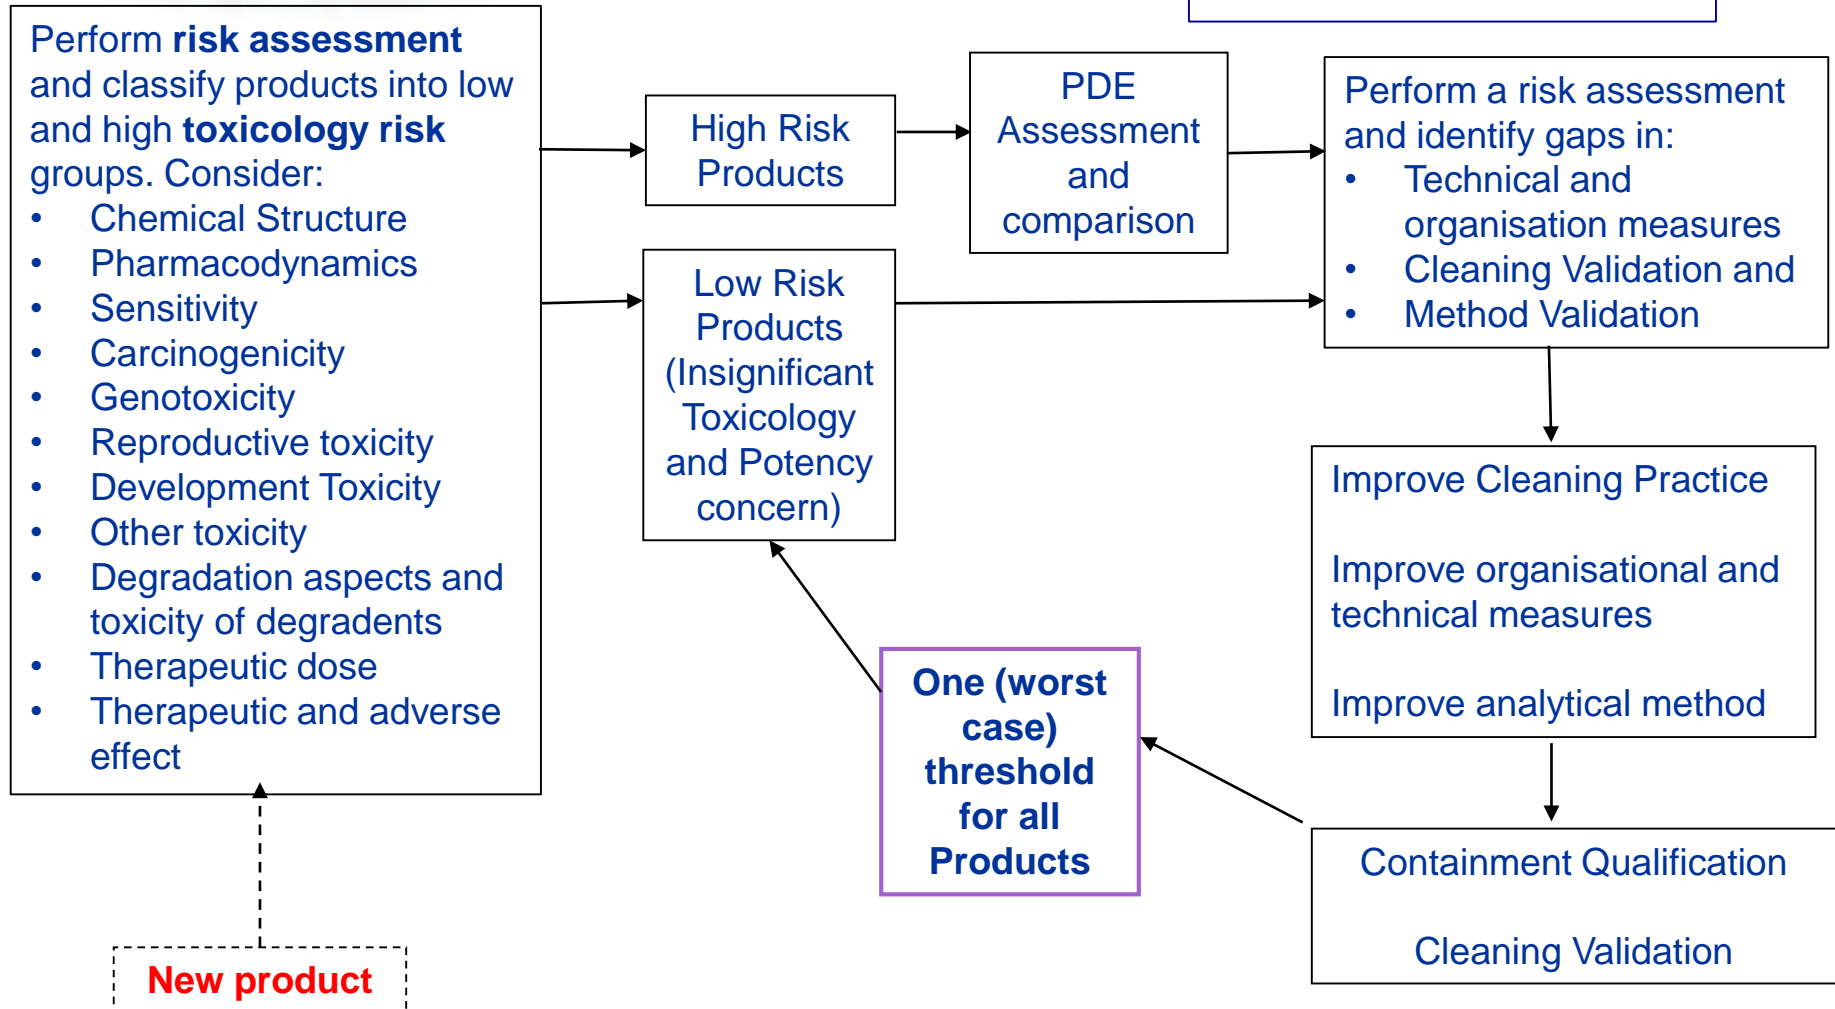 Perform risk assessment
and classify products into low
and high toxicology risk
groups. Consider:
• Chemical Structure
• Pharmacodynamics
• Sensitivity
• Carcinogenicity
• Genotoxicity
• Reproductive toxicity
• Development Toxicity
• Other toxicity
• Degradation aspects and
toxicity of degradents
• Therapeutic dose
• Therapeutic and adverse
effect
New product
High Risk
Products
Low Risk
Products
(Insignificant
Toxicology
and Potency
concern)
PDE
Assessment
and
comparison
Perform a risk assessment
and identify gaps in:
• Technical and
organisation measures
• Cleaning Validation and
• Method Validation
Improve Cleaning Practice
Improve organisational and
technical measures
Improve analytical method
Containment Qualification
Cleaning Validation
One (worst
case)
threshold
for all
Products